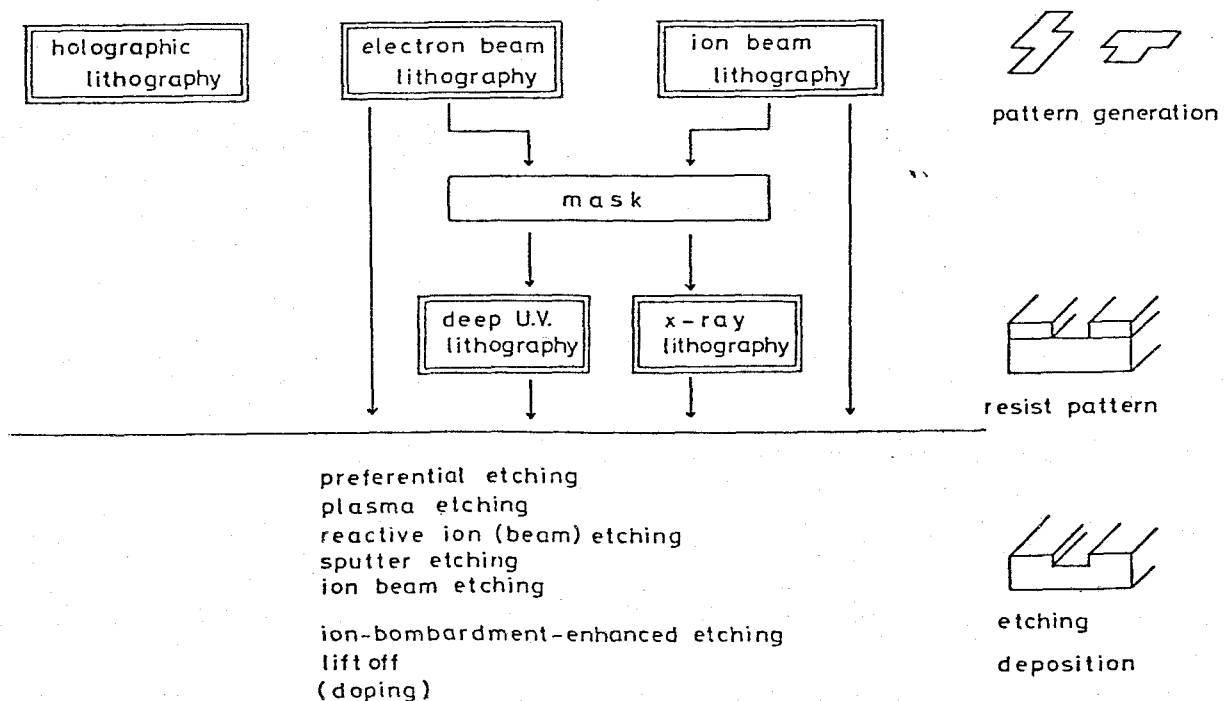 holographic
lithography
electron beam
lithography
ion beam
lithography
pattern generation
mask
deep U.V.
lithography
x-ray
lithography
resist pattern
preferential etching
plasma etching
reactive ion (beam) etching
sputter etching
ion beam etching
etching
ion-bombardment-enhanced etching
lift off
deposition
(doping)